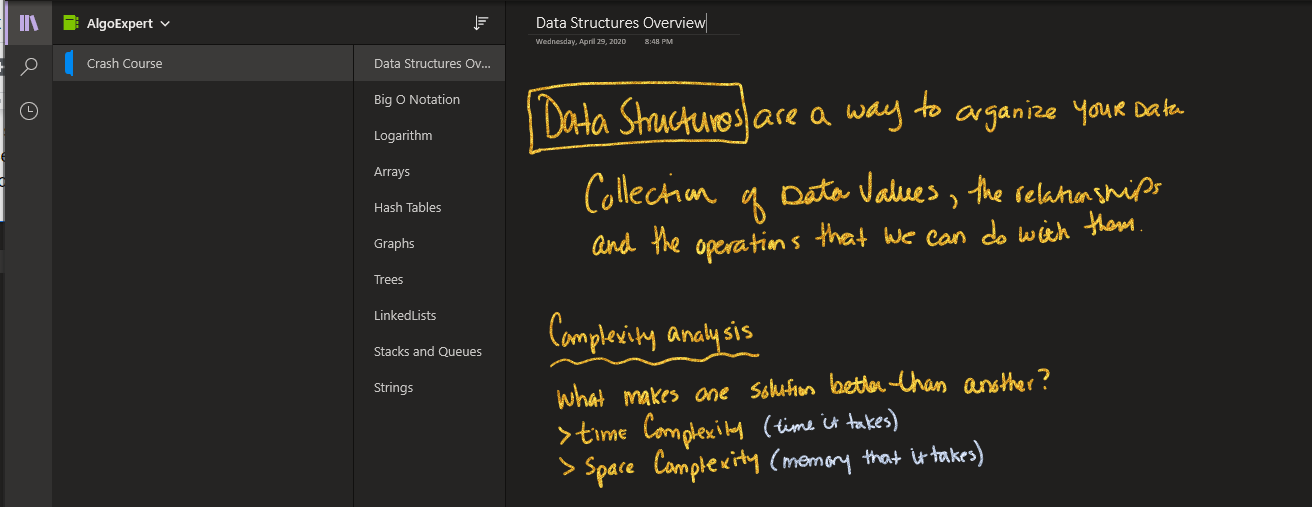 AlgoExpert
Crash Course
Data Structures Ov...
Big O Notation
Logarithm
Arrays
Hash Tables
Graphs
Trees
LinkedLists
Stacks and Queues
Strings
Data Structures Overview
Wednesday, April 29, 2020 8:48 PM
Data Structures are a way to organize your Data
Collection of Data Values, the relationships
and the operations that we can do with them.
Complexity analysis
What makes one solution better than another?
> time Complexity (time it takes)
> Space Complexity (memory that it takes)